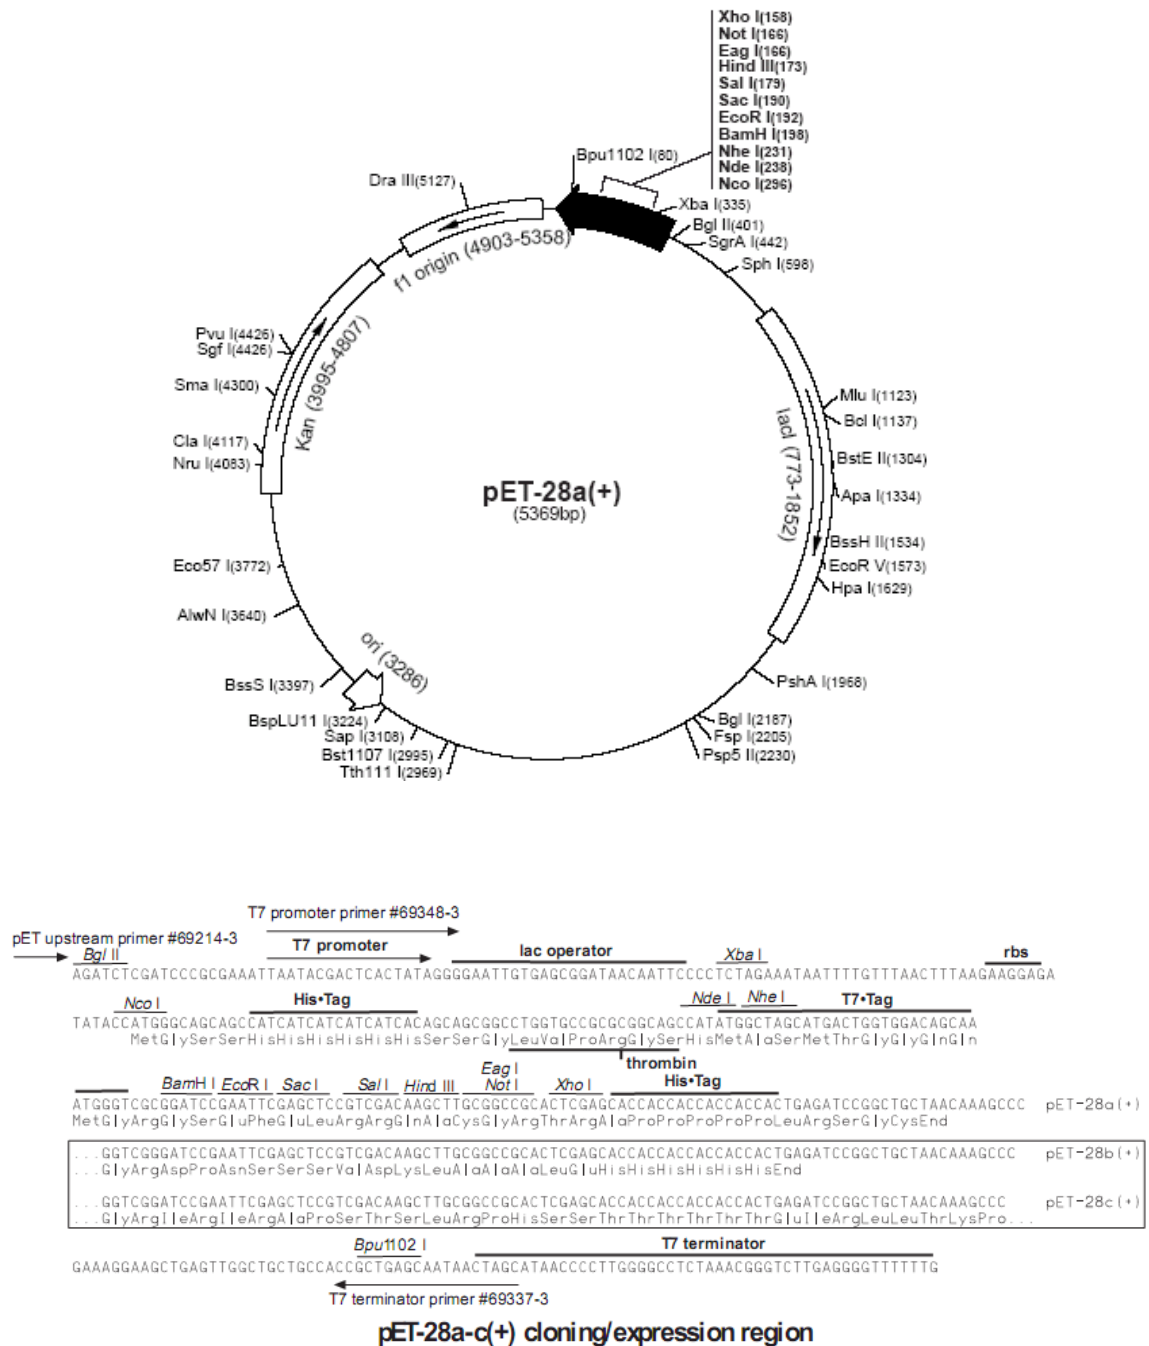 Xho I(158)
Not I(166)
Eag I(166)
Hind III(173)
Sal I(179)
Sac I(190)
EcoR I(192)
BamH I(198)
Nhe I(231)
Nde I(238)
Nco I(296)
Bpu1102 I(80)
Dra III(5127)
Xba I(335)
Bgl II(401)
SgrA I(442)
Sph I(598)
f1 origin (4903-5358)
Pvu I(4426)
Sgf I(4426)
Sma I(4300)
Kan (3995-4807)
Cla I(4117)
Nru I(4083)
lacI (773-1852)
Mlu I(1123)
Bcl I(1137)
BstE II(1304)
Apa I(1334)
BssH II(1534)
EcoR V(1573)
Hpa I(1629)
pET-28a(+)
(5369bp)
Eco57 I(3772)
AlwN I(3640)
ori (3286)
BssS I(3397)
PshA I(1968)
BspLU11 I(3224)
Sap I(3108)
Bst1107 I(2995)
Tth111 I(2969)
Bgl I(2187)
Fsp I(2205)
Psp5 II(2230)
T7 promoter primer #69348-3
pET upstream primer #69214-3
Bgl II
T7 promoter
lac operator
Xba I
rbs
AGATCTCGATCCCGCGAAATTAATACGACTCACTATAGGGGAATTGTGAGCGGATAACAATTCCCCTCTAGAAATAATTTTGTTTAACTTTAAGAAGGAGA
Nco I
His•Tag
Nde I
Nhe I
T7•Tag
TATACCATGGGCAGCAGCCATCATCATCATCATCACAGCAGCGGCCTGGTGCCGCGCGGCAGCCATATGGCTAGCATGACTGGTGGACAGCAA
MetGlySerSerHisHisHisHisHisHisSerSerGlyLeuValProArgGlySerHisMetAlaSerMetThrGlyGlyGlnGln
thrombin
BamH I
EcoR I
Sac I
Sal I
Hind III
Eag I
Not I
Xho I
His•Tag
ATGGGTCGCGGATCCGAATTCGAGCTCCGTCGACAAGCTTGCGGCCGCACTCGAGCACCACCACCACCACCACTGAGATCCGGCTGCTAACAAAGCCC pET-28a(+)
MetGlyArgGlySerGluPheGluLeuArgArgGlnAlaCysGlyArgThrArgAlaProProProProProProLeuArgSerGlyCysEnd
...GGTCGGGATCCGAATTCGAGCTCCGTCGACAAGCTTGCGGCCGCACTCGAGCACCACCACCACCACCACTGAGATCCGGCTGCTAACAAAGCCC pET-28b(+)
...GlyArgAspProAsnSerSerSerValAspLysLeuAlaAlaAlaLeuGluHisHisHisHisHisHisEnd
...GGTCGGATCCGAATTCGAGCTCCGTCGACAAGCTTGCGGCCGCACTCGAGCACCACCACCACCACCACTGAGATCCGGCTGCTAACAAAGCCC pET-28c(+)
...GlyArgIleArgIleArgAlaProSerThrSerLeuArgProHisSerSerThrThrThrThrThrThrGluIleArgLeuLeuThrLysPro...
Bpu1102 I
T7 terminator
GAAAGGAAGCTGAGTTGGCTGCTGCCACCGCTGAGCAATAACTAGCATAACCCCTTGGGGCCTCTAAACGGGTCTTGAGGGGTTTTTTG
T7 terminator primer #69337-3
pET-28a-c(+) cloning/expression region